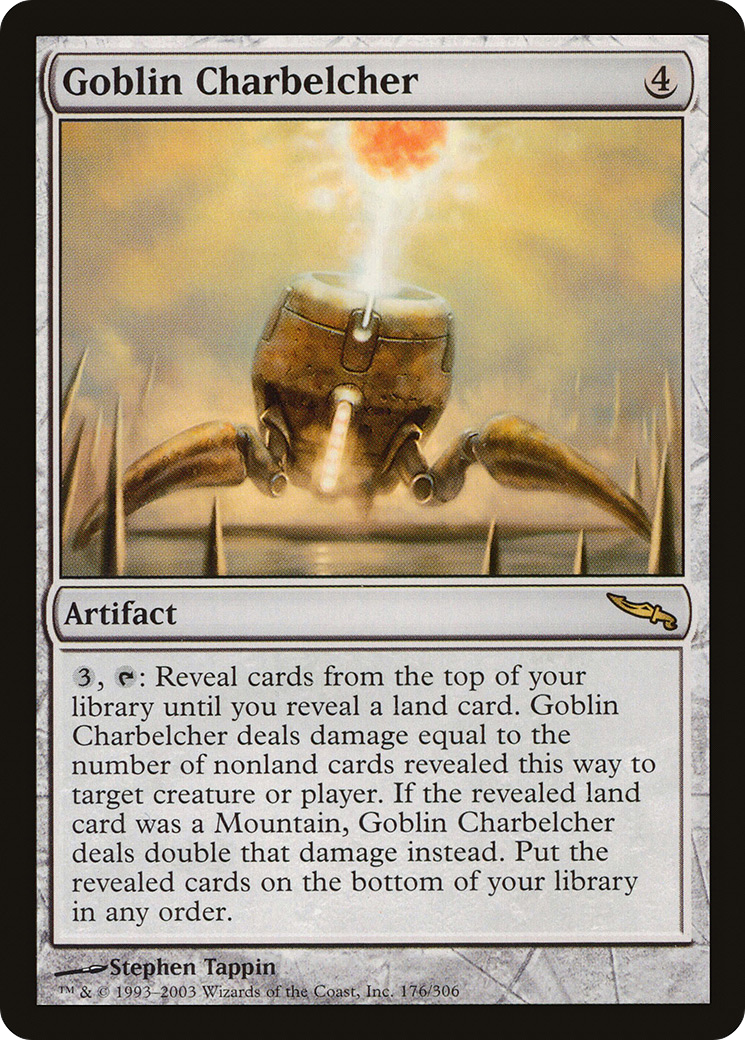 Goblin Charbelcher
4
Artifact
3, : Reveal cards from the top of your
library until you reveal a land card. Goblin
Charbelcher deals damage equal to the
number of nonland cards revealed this way to
target creature or player. If the revealed land
card was a Mountain, Goblin Charbelcher
deals double that damage instead. Put the
revealed cards on the bottom of your library
in any order.
Stephen Tappin
™ & © 1993–2003 Wizards of the Coast, Inc. 176/306